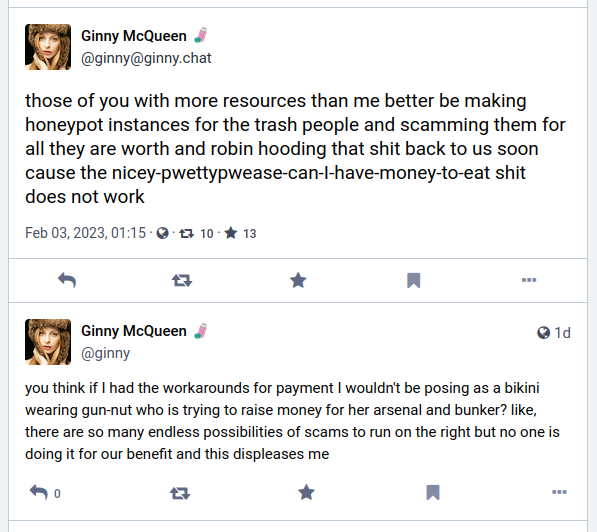 Ginny McQueen
@ginny@ginny.chat
those of you with more resources than me better be making
honeypot instances for the trash people and scamming them for
all they are worth and robin hooding that shit back to us soon
cause the nicey-pwettypwease-can-I-have-money-to-eat shit
does not work
Feb 03, 2023, 01:15 · · 10 · 13
Ginny McQueen
1d
@ginny
you think if I had the workarounds for payment I wouldn't be posing as a bikini
wearing gun-nut who is trying to raise money for her arsenal and bunker? like,
there are so many endless possibilities of scams to run on the right but no one is
doing it for our benefit and this displeases me
0